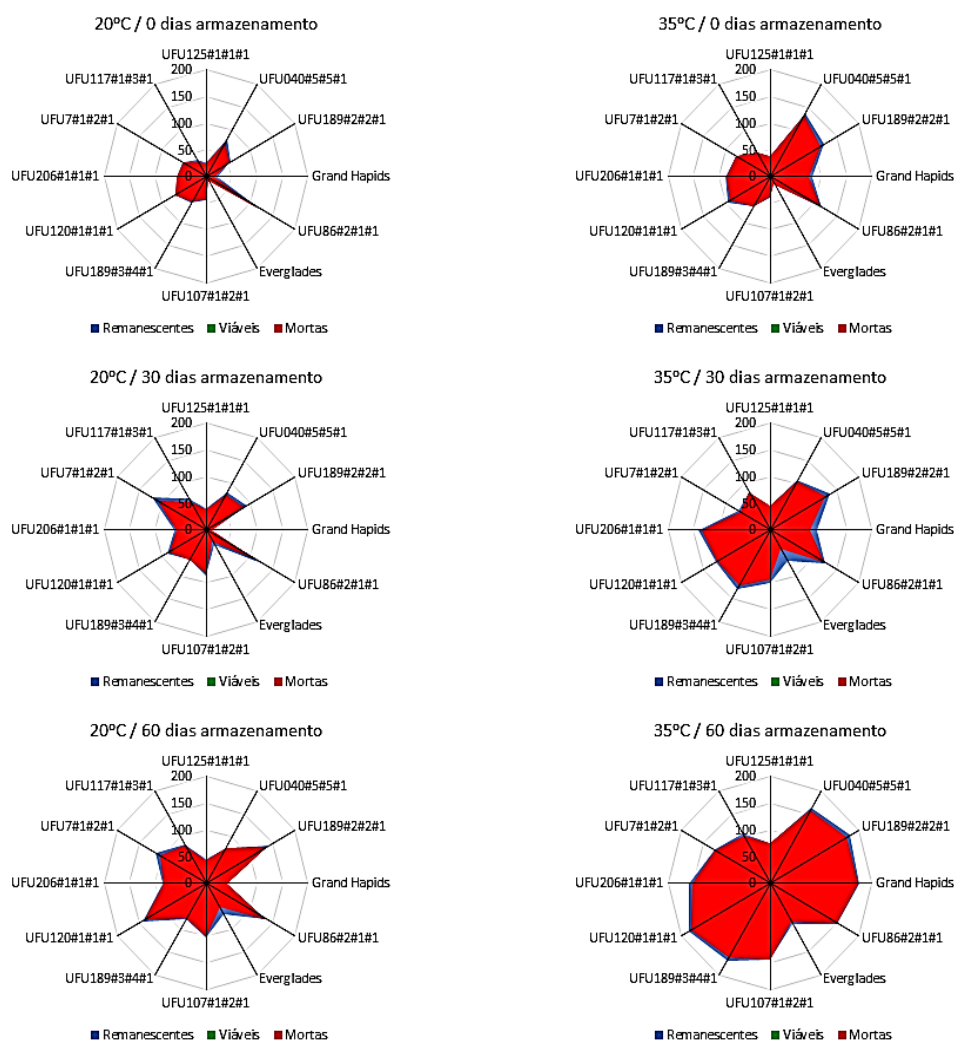 20ºC / 0 dias armazenamento
UFU125#1#1#1
UFU117#1#3#1
200
UFU040#5#5#1
150
UFU7#1#2#1
100
UFU189#2#2#1
50
UFU206#1#1#1
0
Grand Hapids
UFU120#1#1#1
UFU86#2#1#1
UFU189#3#4#1
Everglades
UFU107#1#2#1
Remanescentes Viáveis Mortas
35ºC / 0 dias armazenamento
UFU125#1#1#1
UFU117#1#3#1
200
UFU040#5#5#1
150
UFU7#1#2#1
100
UFU189#2#2#1
50
UFU206#1#1#1
0
Grand Hapids
UFU120#1#1#1
UFU86#2#1#1
UFU189#3#4#1
Everglades
UFU107#1#2#1
Remanescentes Viáveis Mortas
20ºC / 30 dias armazenamento
UFU125#1#1#1
UFU117#1#3#1
200
UFU040#5#5#1
150
UFU7#1#2#1
100
UFU189#2#2#1
50
UFU206#1#1#1
0
Grand Hapids
UFU120#1#1#1
UFU86#2#1#1
UFU189#3#4#1
Everglades
UFU107#1#2#1
Remanescentes Viáveis Mortas
35ºC / 30 dias armazenamento
UFU125#1#1#1
UFU117#1#3#1
200
UFU040#5#5#1
150
UFU7#1#2#1
100
UFU189#2#2#1
50
UFU206#1#1#1
0
Grand Hapids
UFU120#1#1#1
UFU86#2#1#1
UFU189#3#4#1
Everglades
UFU107#1#2#1
Remanescentes Viáveis Mortas
20ºC / 60 dias armazenamento
UFU125#1#1#1
UFU117#1#3#1
200
UFU040#5#5#1
150
UFU7#1#2#1
100
UFU189#2#2#1
50
UFU206#1#1#1
0
Grand Hapids
UFU120#1#1#1
UFU86#2#1#1
UFU189#3#4#1
Everglades
UFU107#1#2#1
Remanescentes Viáveis Mortas
35ºC / 60 dias armazenamento
UFU125#1#1#1
UFU117#1#3#1
200
UFU040#5#5#1
150
UFU7#1#2#1
100
UFU189#2#2#1
50
UFU206#1#1#1
0
Grand Hapids
UFU120#1#1#1
UFU86#2#1#1
UFU189#3#4#1
Everglades
UFU107#1#2#1
Remanescentes Viáveis Mortas